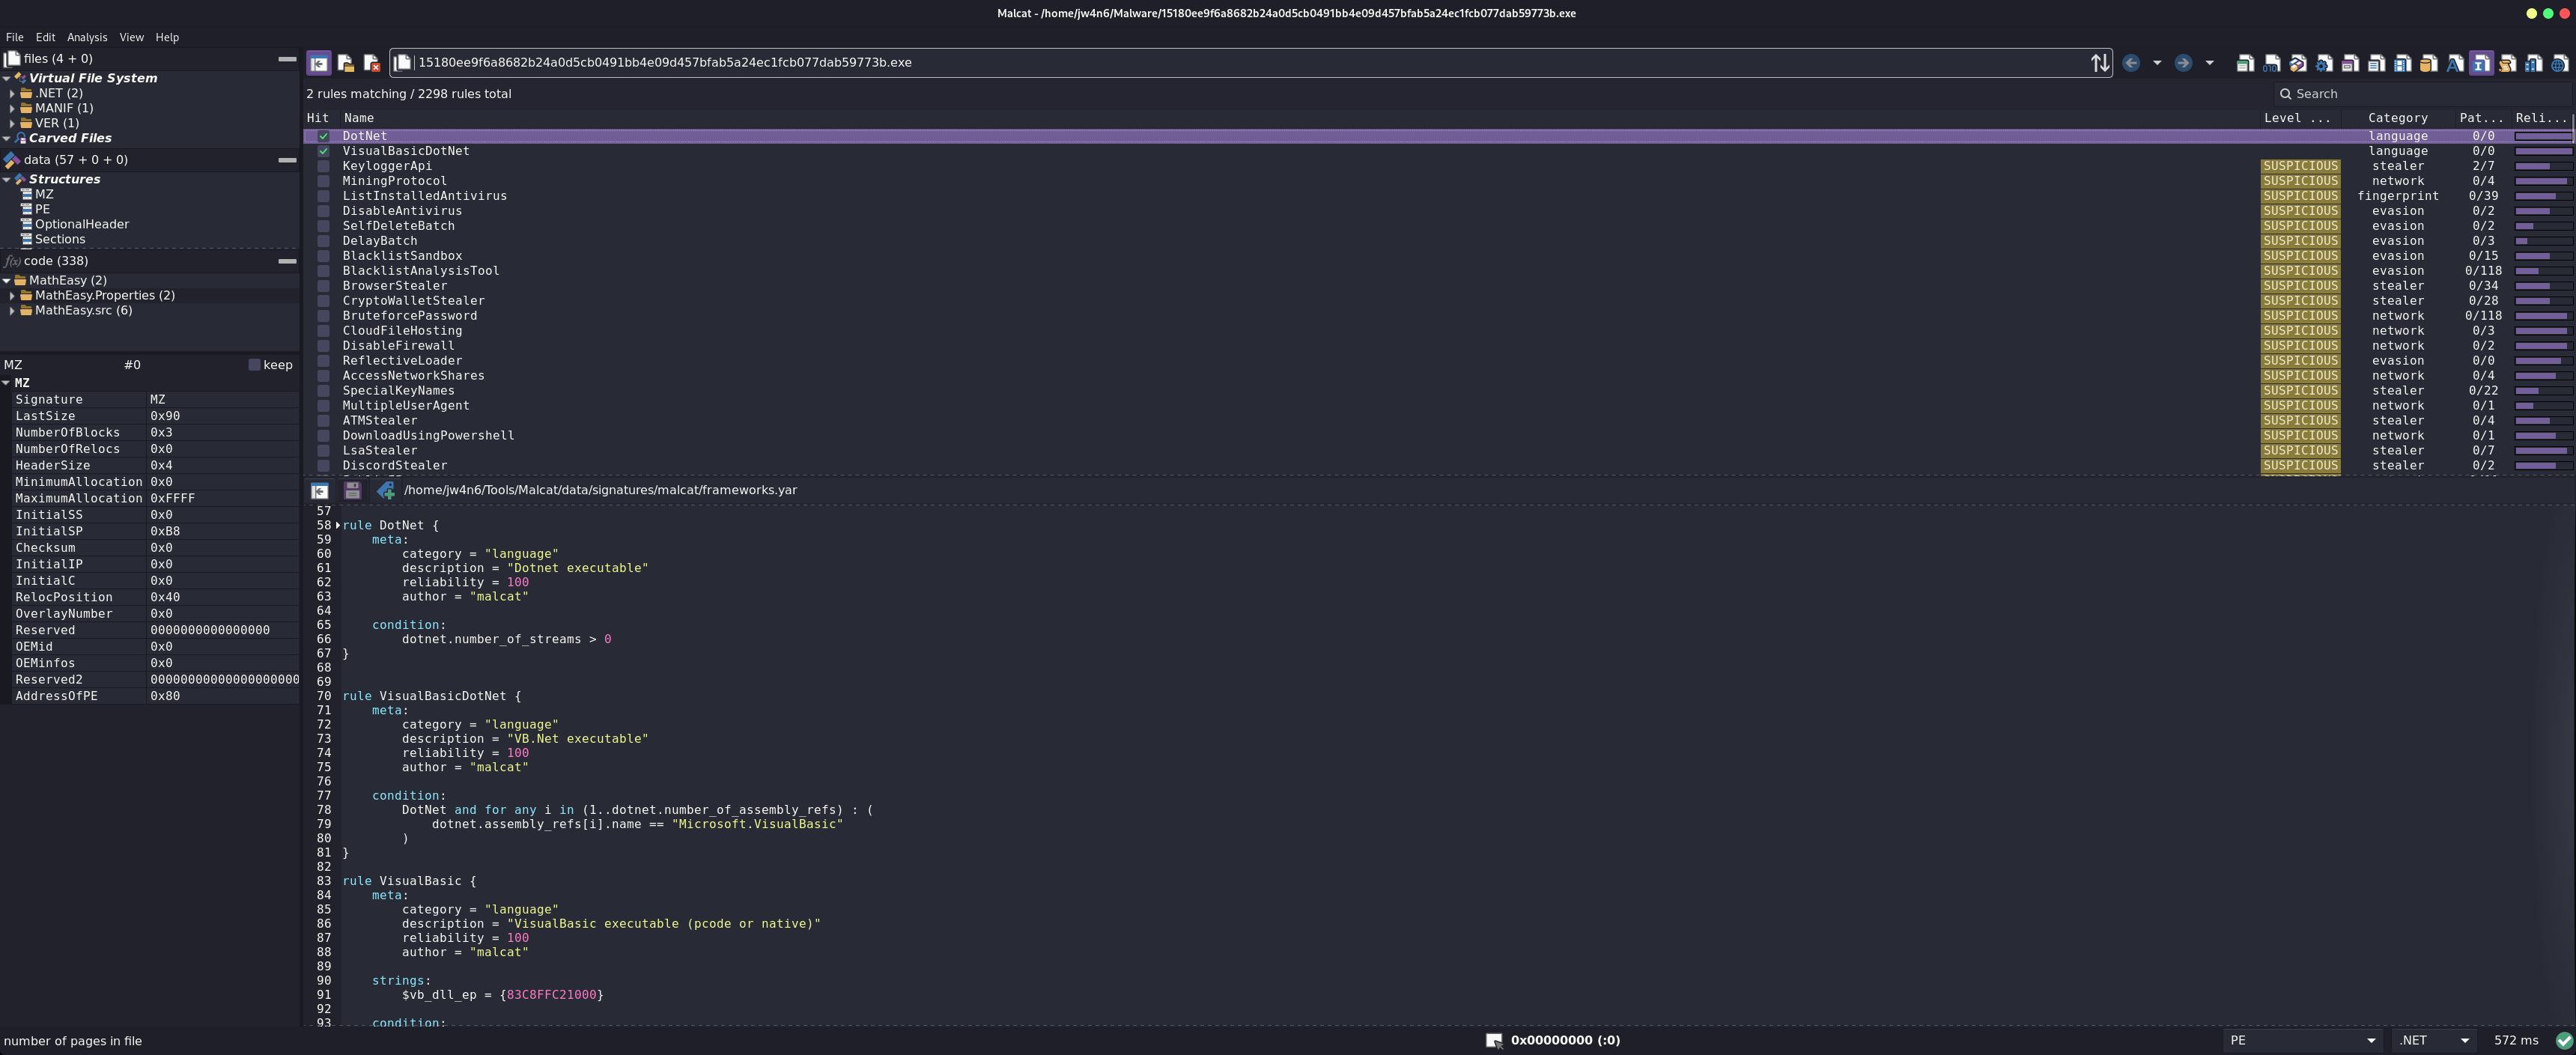 Malcat - /home/jw4n6/Malware/15180ee9f6a8682b24a0d5cb0491bb4e09d457bfab5a24ec1fcb077dab59773b.exe
File Edit Analysis View Help
files (4 + 0)
Virtual File System
.NET (2)
MANIF (1)
VER (1)
Carved Files
data (57 + 0 + 0)
Structures
MZ
PE
OptionalHeader
Sections
f(x) code (338)
MathEasy (2)
MathEasy.Properties (2)
MathEasy.src (6)
MZ #0 keep
MZ
Signature MZ
LastSize 0x90
NumberOfBlocks 0x3
NumberOfRelocs 0x0
HeaderSize 0x4
MinimumAllocation 0x0
MaximumAllocation 0xFFFF
InitialSS 0x0
InitialSP 0xB8
Checksum 0x0
InitialIP 0x0
InitialC 0x0
RelocPosition 0x40
OverlayNumber 0x0
Reserved 0000000000000000
OEMid 0x0
OEMinfos 0x0
Reserved2 00000000000000000000
AddressOfPE 0x80
15180ee9f6a8682b24a0d5cb0491bb4e09d457bfab5a24ec1fcb077dab59773b.exe
2 rules matching / 2298 rules total Search
Hit Name Level ... Category Pat... Reli...
DotNet language 0/0
VisualBasicDotNet language 0/0
KeyloggerApi SUSPICIOUS stealer 2/7
MiningProtocol SUSPICIOUS network 0/4
ListInstalledAntivirus SUSPICIOUS fingerprint 0/39
DisableAntivirus SUSPICIOUS evasion 0/2
SelfDeleteBatch SUSPICIOUS evasion 0/2
DelayBatch SUSPICIOUS evasion 0/3
BlacklistSandbox SUSPICIOUS evasion 0/15
BlacklistAnalysisTool SUSPICIOUS evasion 0/118
BrowserStealer SUSPICIOUS stealer 0/34
CryptoWalletStealer SUSPICIOUS stealer 0/28
BruteforcePassword SUSPICIOUS network 0/118
CloudFileHosting SUSPICIOUS network 0/3
DisableFirewall SUSPICIOUS network 0/2
ReflectiveLoader SUSPICIOUS evasion 0/0
AccessNetworkShares SUSPICIOUS network 0/4
SpecialKeyNames SUSPICIOUS stealer 0/22
MultipleUserAgent SUSPICIOUS network 0/1
ATMStealer SUSPICIOUS stealer 0/4
DownloadUsingPowershell SUSPICIOUS network 0/1
LsaStealer SUSPICIOUS stealer 0/7
DiscordStealer SUSPICIOUS stealer 0/2
/home/jw4n6/Tools/Malcat/data/signatures/malcat/frameworks.yar
57
58 rule DotNet {
59 meta:
60 category = "language"
61 description = "Dotnet executable"
62 reliability = 100
63 author = "malcat"
64
65 condition:
66 dotnet.number_of_streams > 0
67 }
68
69
70 rule VisualBasicDotNet {
71 meta:
72 category = "language"
73 description = "VB.Net executable"
74 reliability = 100
75 author = "malcat"
76
77 condition:
78 DotNet and for any i in (1..dotnet.number_of_assembly_refs) : (
79 dotnet.assembly_refs[i].name == "Microsoft.VisualBasic"
80 )
81 }
82
83 rule VisualBasic {
84 meta:
85 category = "language"
86 description = "VisualBasic executable (pcode or native)"
87 reliability = 100
88 author = "malcat"
89
90 strings:
91 $vb_dll_ep = {83C8FFC21000}
92
93 condition:
number of pages in file 0x00000000 (:0) PE .NET 572 ms